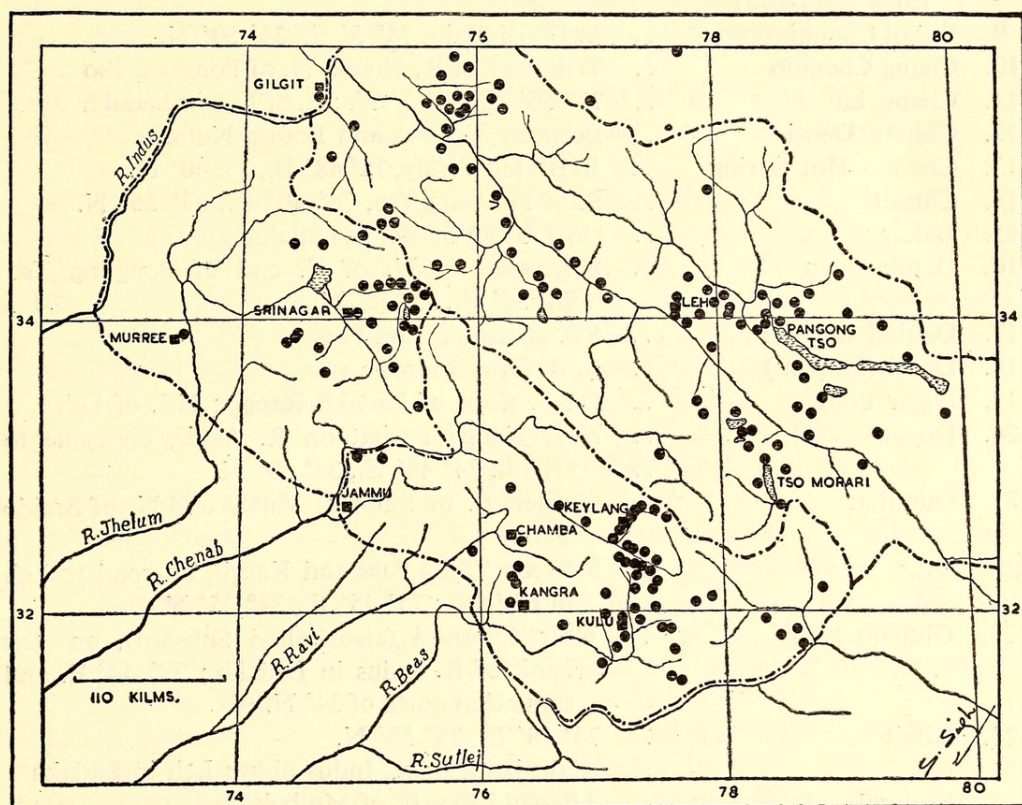 74
76
78
80
GILGIT
R. Indus
34
SRINAGAR
LEH
34
MURREE
PANGONG
TSO
TSO MORARI
JAMMU
KEYLANG
CHAMBA
R. Jhelum
R. Chenab
KANGRA
32
KULU
32
R. Ravi
R. Beas
110 KILMS.
R. Sutlej
74
76
78
80